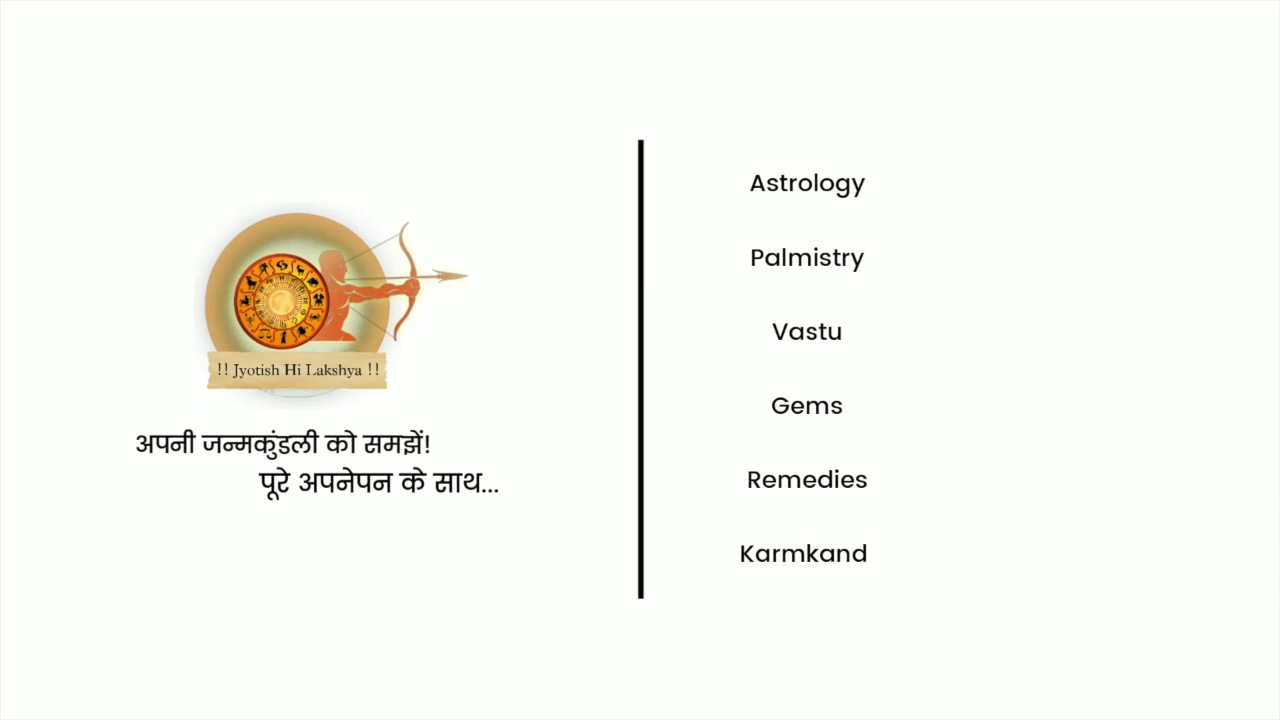 !! Jyotish Hi Lakshya !!
अपनी जन्मकुंडली को समझें!
पूरे अपनेपन के साथ...
Astrology
Palmistry
Vastu
Gems
Remedies
Karmkand